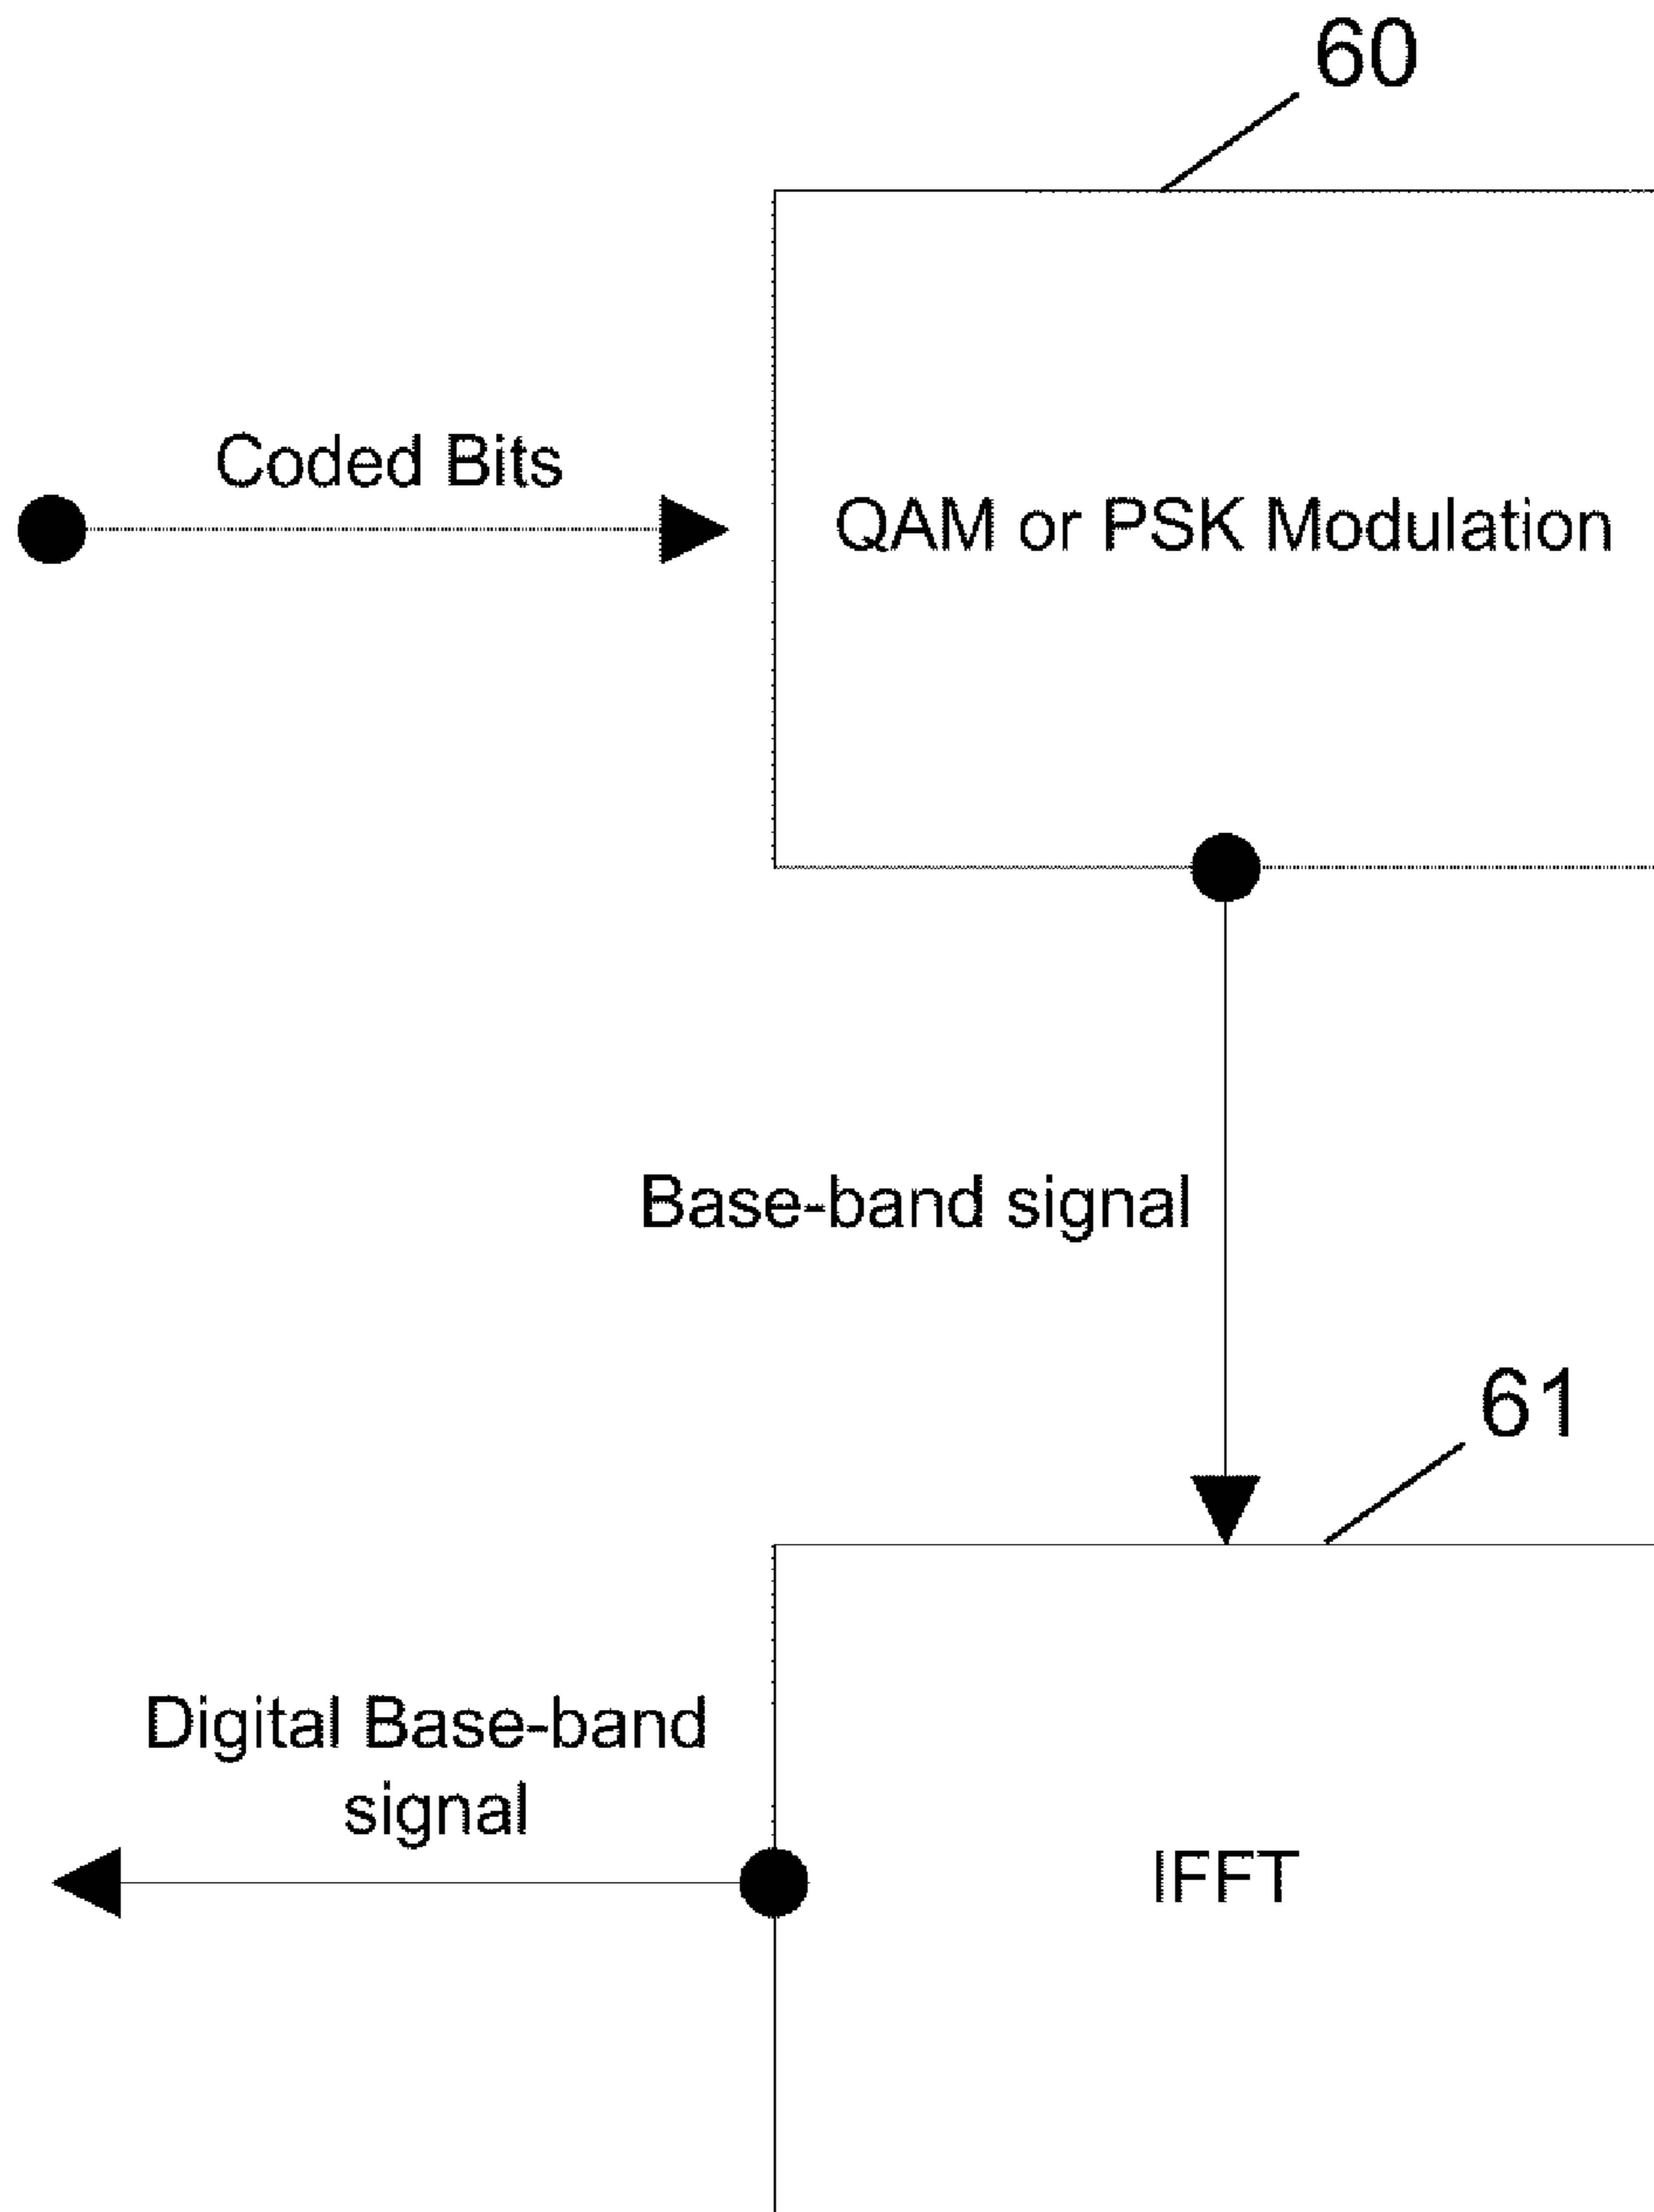 60
Coded Bits
QAM or PSK Modulation
Base-band signal
61
Digital Base-band
signal
IFFT